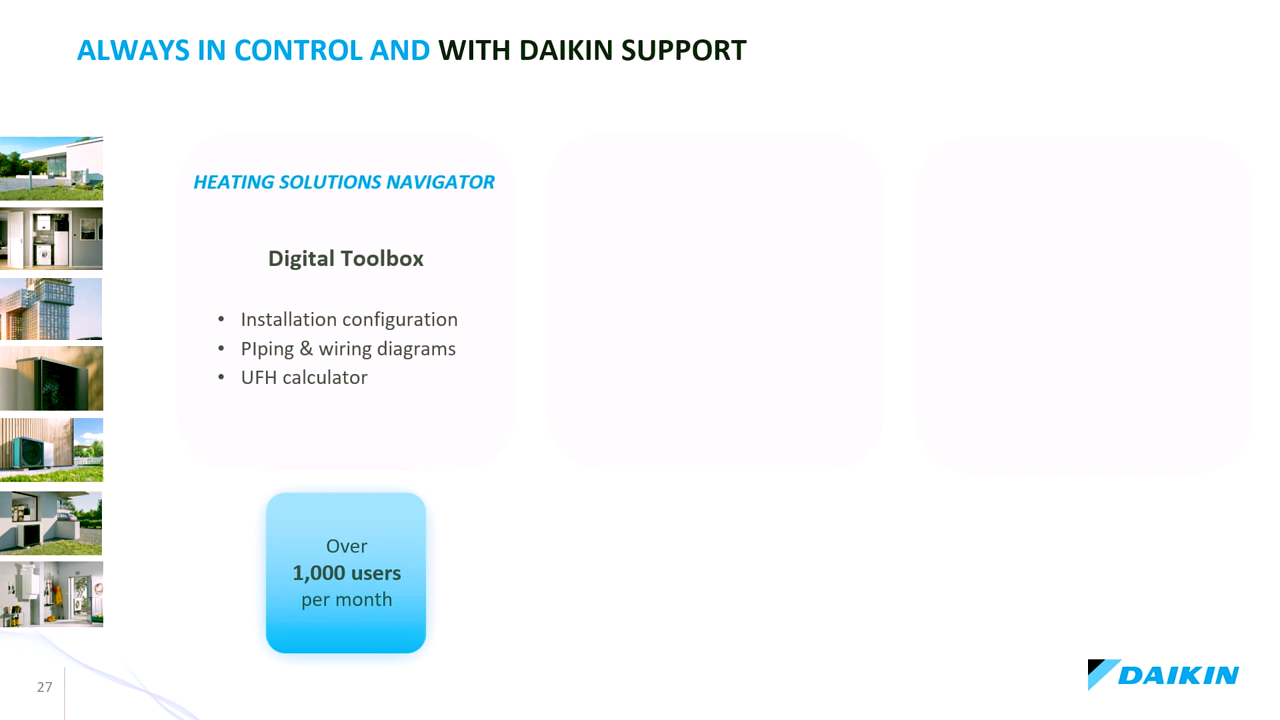 ALWAYS IN CONTROL AND WITH DAIKIN SUPPORT
HEATING SOLUTIONS NAVIGATOR
Digital Toolbox
• Installation configuration
• PIping & wiring diagrams
• UFH calculator
Over
1,000 users
per month
27
DAIKIN